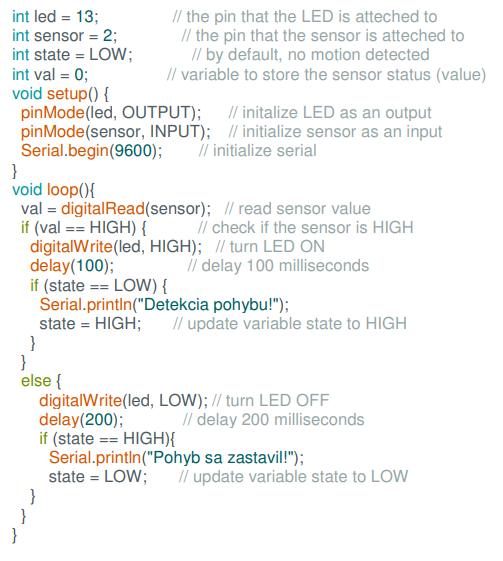 int led = 13;                // the pin that the LED is atteched to
int sensor = 2;              // the pin that the sensor is atteched to
int state = LOW;             // by default, no motion detected
int val = 0;                 // variable to store the sensor status (value)
void setup() {
  pinMode(led, OUTPUT);      // initalize LED as an output
  pinMode(sensor, INPUT);    // initialize sensor as an input
  Serial.begin(9600);        // initialize serial
}
void loop(){
  val = digitalRead(sensor);   // read sensor value
  if (val == HIGH) {           // check if the sensor is HIGH
    digitalWrite(led, HIGH);   // turn LED ON
    delay(100);                // delay 100 milliseconds
    if (state == LOW) {
      Serial.println("Detekcia pohybu!");
      state = HIGH;       // update variable state to HIGH
    }
  }
  else {
      digitalWrite(led, LOW); // turn LED OFF
      delay(200);             // delay 200 milliseconds
      if (state == HIGH){
        Serial.println("Pohyb sa zastavil!");
        state = LOW;       // update variable state to LOW
    }
  }
}